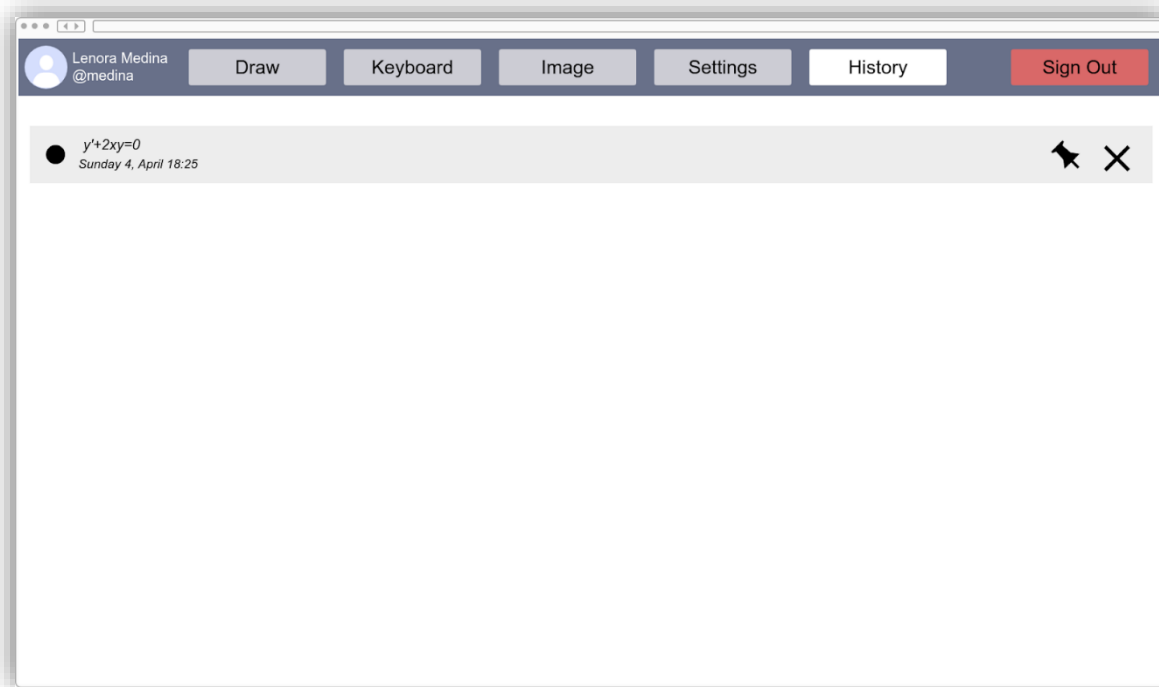 Lenora Medina
@medina
Draw
Keyboard
Image
Settings
History
Sign Out
y'+2xy=0
Sunday 4, April 18:25